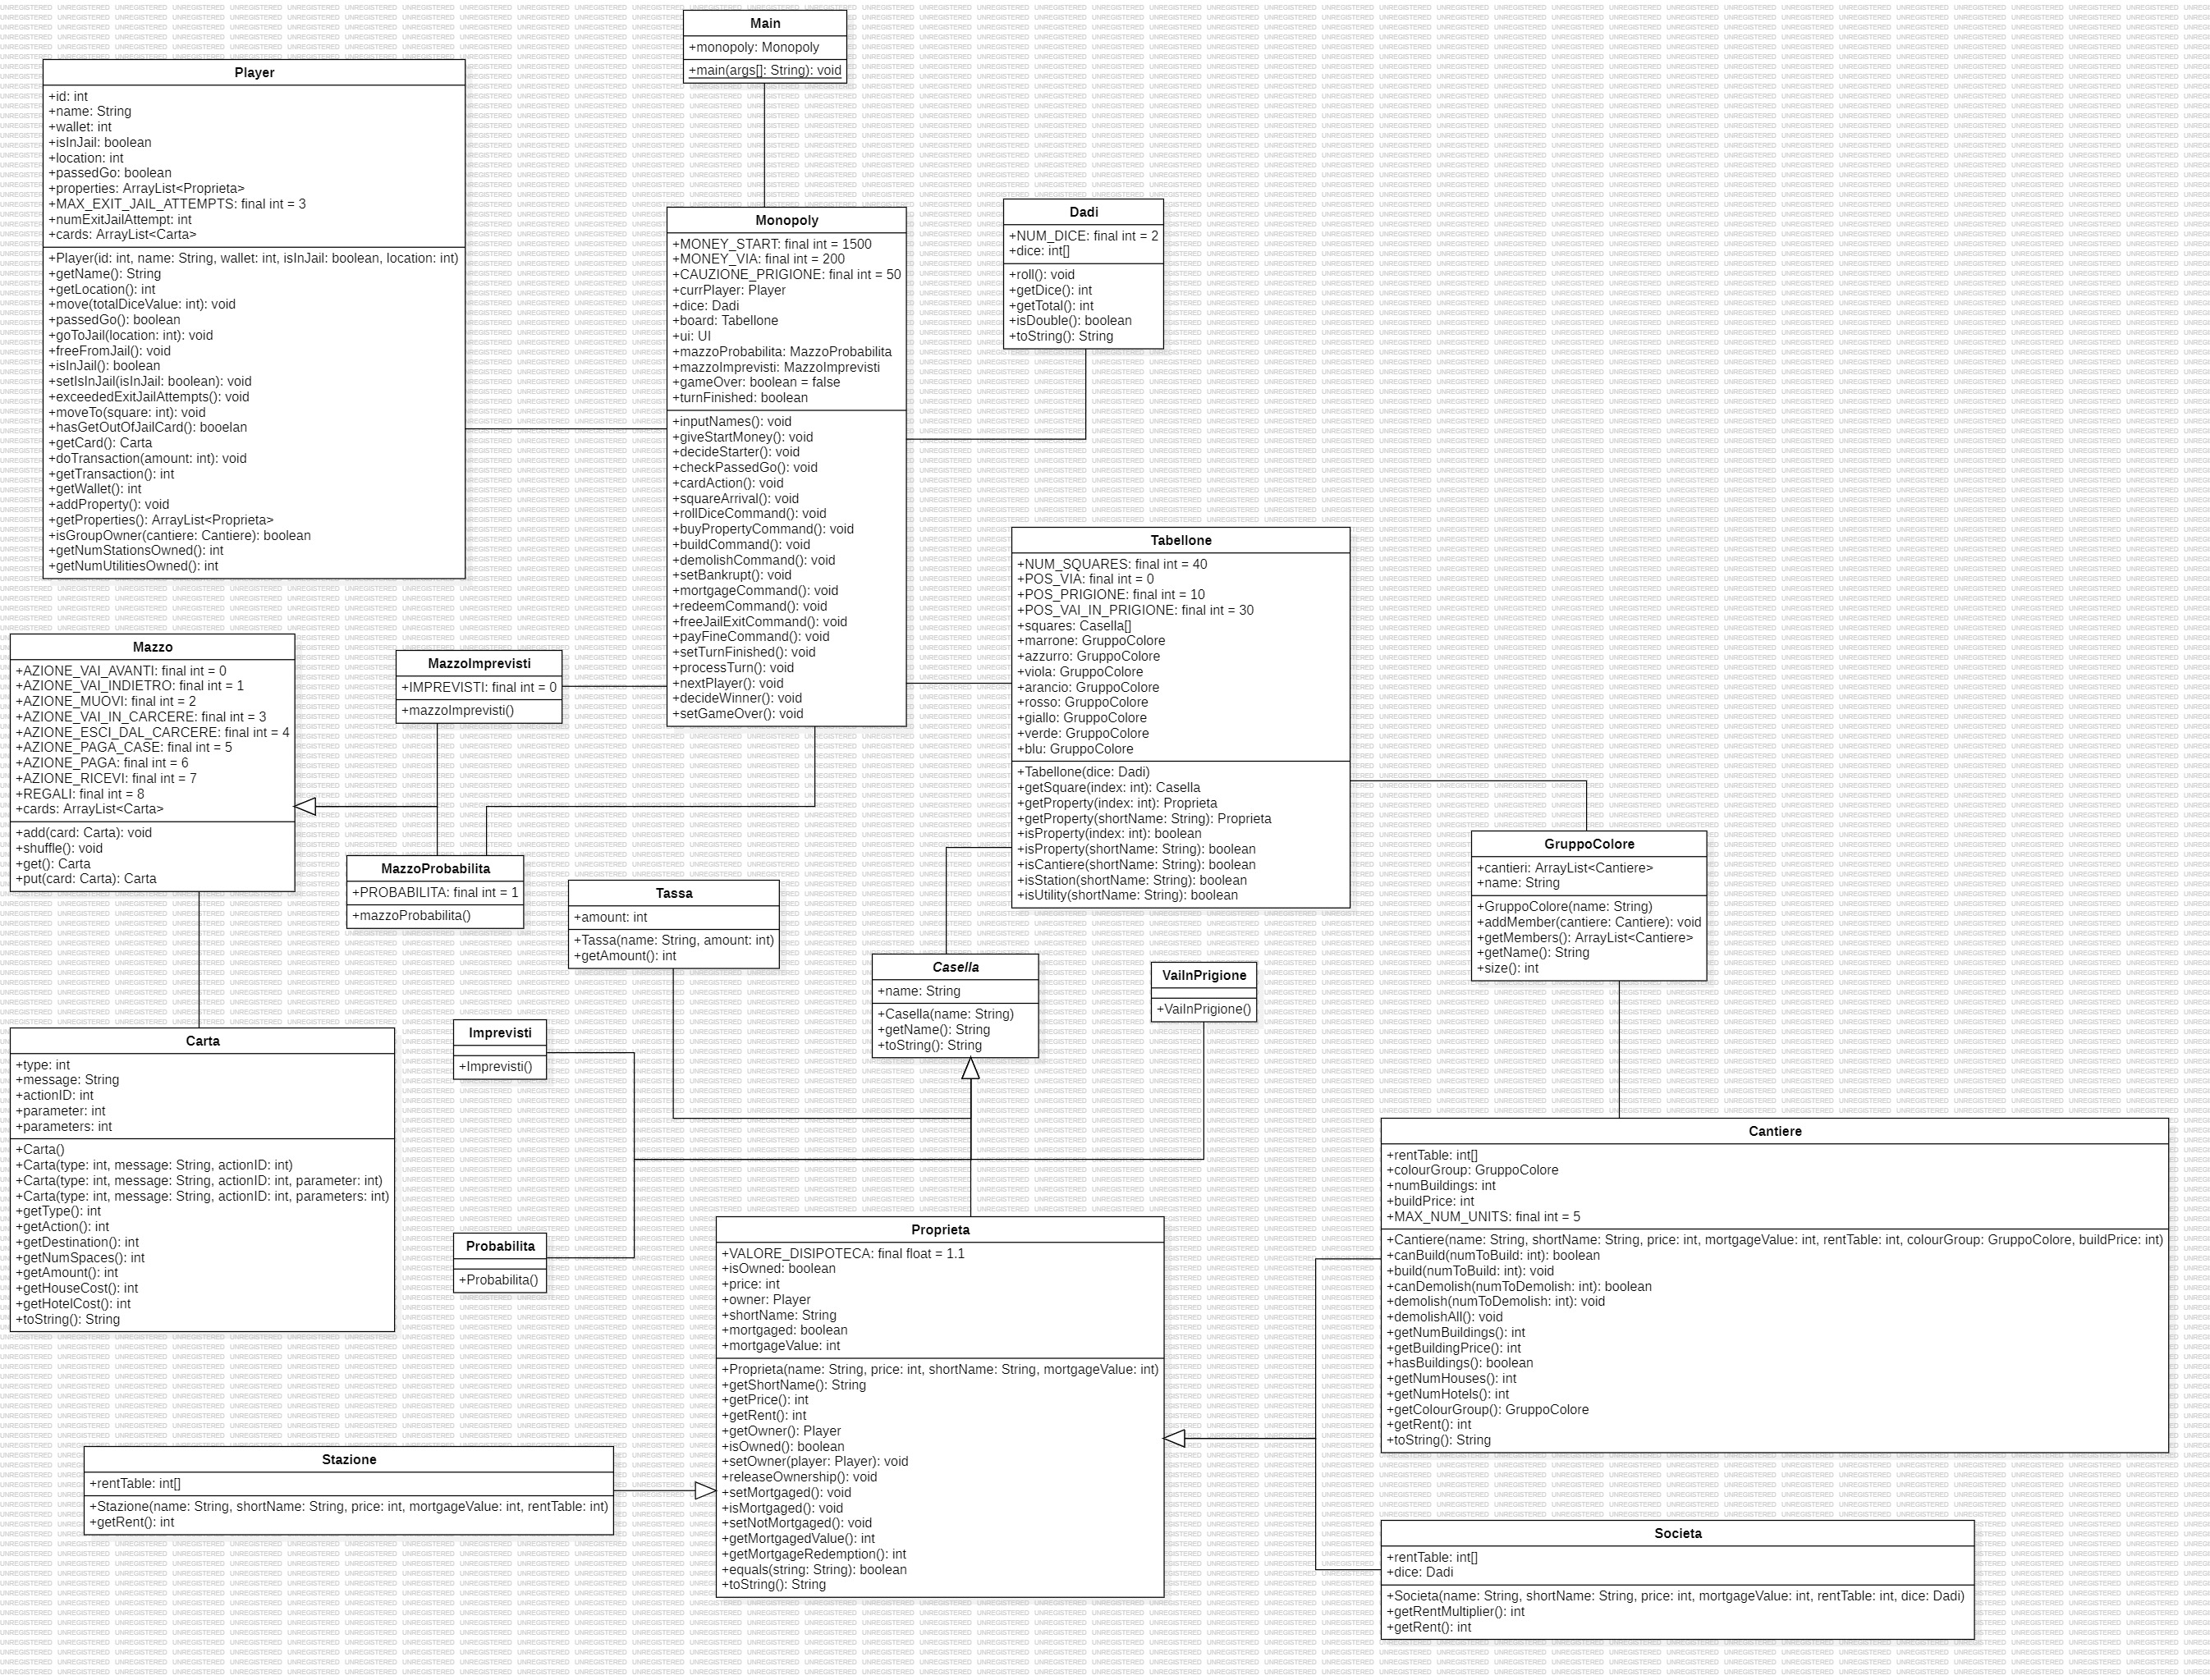 Main
+monopoly: Monopoly
+main(args[]: String): void
Player
+id: int
+name: String
+wallet: int
+isInJail: boolean
+location: int
+passedGo: boolean
+properties: ArrayList<Proprieta>
+MAX_EXIT_JAIL_ATTEMPTS: final int = 3
+numExitJailAttempt: int
+cards: ArrayList<Carta>
+Player(id: int, name: String, wallet: int, isInJail: boolean, location: int)
+getName(): String
+getLocation(): int
+move(totalDiceValue: int): void
+passedGo(): boolean
+goToJail(location: int): void
+freeFromJail(): void
+isInJail(): boolean
+setIsInJail(isInJail: boolean): void
+exceededExitJailAttempts(): void
+moveTo(square: int): void
+hasGetOutOfJailCard(): booelan
+getCard(): Carta
+doTransaction(amount: int): void
+getTransaction(): int
+getWallet(): int
+addProperty(): void
+getProperties(): ArrayList<Proprieta>
+isGroupOwner(cantiere: Cantiere): boolean
+getNumStationsOwned(): int
+getNumUtilitiesOwned(): int
Monopoly
+MONEY_START: final int = 1500
+MONEY_VIA: final int = 200
+CAUZIONE_PRIGIONE: final int = 50
+currPlayer: Player
+dice: Dadi
+board: Tabellone
+ui: UI
+mazzoProbabilita: MazzoProbabilita
+mazzoImprevisti: MazzoImprevisti
+gameOver: boolean = false
+turnFinished: boolean
+inputNames(): void
+giveStartMoney(): void
+decideStarter(): void
+checkPassedGo(): void
+cardAction(): void
+squareArrival(): void
+rollDiceCommand(): void
+buyPropertyCommand(): void
+buildCommand(): void
+demolishCommand(): void
+setBankrupt(): void
+mortgageCommand(): void
+redeemCommand(): void
+freeJailExitCommand(): void
+payFineCommand(): void
+setTurnFinished(): void
+processTurn(): void
+nextPlayer(): void
+decideWinner(): void
+setGameOver(): void
Dadi
+NUM_DICE: final int = 2
+dice: int[]
+roll(): void
+getDice(): int
+getTotal(): int
+isDouble(): boolean
+toString(): String
Tabellone
+NUM_SQUARES: final int = 40
+POS_VIA: final int = 0
+POS_PRIGIONE: final int = 10
+POS_VAI_IN_PRIGIONE: final int = 30
+squares: Casella[]
+marrone: GruppoColore
+azzurro: GruppoColore
+viola: GruppoColore
+arancio: GruppoColore
+rosso: GruppoColore
+giallo: GruppoColore
+verde: GruppoColore
+blu: GruppoColore
+Tabellone(dice: Dadi)
+getSquare(index: int): Casella
+getProperty(index: int): Proprieta
+getProperty(shortName: String): Proprieta
+isProperty(index: int): boolean
+isProperty(shortName: String): boolean
+isCantiere(shortName: String): boolean
+isStation(shortName: String): boolean
+isUtility(shortName: String): boolean
Mazzo
+AZIONE_VAI_AVANTI: final int = 0
+AZIONE_VAI_INDIETRO: final int = 1
+AZIONE_MUOVI: final int = 2
+AZIONE_VAI_IN_CARCERE: final int = 3
+AZIONE_ESCI_DAL_CARCERE: final int = 4
+AZIONE_PAGA_CASE: final int = 5
+AZIONE_PAGA: final int = 6
+AZIONE_RICEVI: final int = 7
+REGALI: final int = 8
+cards: ArrayList<Carta>
+add(card: Carta): void
+shuffle(): void
+get(): Carta
+put(card: Carta): Carta
MazzoImprevisti
+IMPREVISTI: final int = 0
+mazzoImprevisti()
MazzoProbabilita
+PROBABILITA: final int = 1
+mazzoProbabilita()
Tassa
+amount: int
+Tassa(name: String, amount: int)
+getAmount(): int
Casella
+name: String
+Casella(name: String)
+getName(): String
+toString(): String
VaiInPrigione
+VaiInPrigione()
GruppoColore
+cantieri: ArrayList<Cantiere>
+name: String
+GruppoColore(name: String)
+addMember(cantiere: Cantiere): void
+getMembers(): ArrayList<Cantiere>
+getName(): String
+size(): int
Carta
+type: int
+message: String
+actionID: int
+parameter: int
+parameters: int
+Carta()
+Carta(type: int, message: String, actionID: int)
+Carta(type: int, message: String, actionID: int, parameter: int)
+Carta(type: int, message: String, actionID: int, parameters: int)
+getType(): int
+getAction(): int
+getDestination(): int
+getNumSpaces(): int
+getAmount(): int
+getHouseCost(): int
+getHotelCost(): int
+toString(): String
Imprevisti
+Imprevisti()
Probabilita
+Probabilita()
Proprieta
+VALORE_DISIPOTECA: final float = 1.1
+isOwned: boolean
+price: int
+owner: Player
+shortName: String
+mortgaged: boolean
+mortgageValue: int
+Proprieta(name: String, price: int, shortName: String, mortgageValue: int)
+getShortName(): String
+getPrice(): int
+getRent(): int
+getOwner(): Player
+isOwned(): boolean
+setOwner(player: Player): void
+releaseOwnership(): void
+setMortgaged(): void
+isMortgaged(): void
+setNotMortgaged(): void
+getMortgagedValue(): int
+getMortgageRedemption(): int
+equals(string: String): boolean
+toString(): String
Cantiere
+rentTable: int[]
+colourGroup: GruppoColore
+numBuildings: int
+buildPrice: int
+MAX_NUM_UNITS: final int = 5
+Cantiere(name: String, shortName: String, price: int, mortgageValue: int, rentTable: int, colourGroup: GruppoColore, buildPrice: int)
+canBuild(numToBuild: int): boolean
+build(numToBuild: int): void
+canDemolish(numToDemolish: int): boolean
+demolish(numToDemolish: int): void
+demolishAll(): void
+getNumBuildings(): int
+getBuildingPrice(): int
+hasBuildings(): boolean
+getNumHouses(): int
+getNumHotels(): int
+getColourGroup(): GruppoColore
+getRent(): int
+toString(): String
Stazione
+rentTable: int[]
+Stazione(name: String, shortName: String, price: int, mortgageValue: int, rentTable: int)
+getRent(): int
Societa
+rentTable: int[]
+dice: Dadi
+Societa(name: String, shortName: String, price: int, mortgageValue: int, rentTable: int, dice: Dadi)
+getRentMultiplier(): int
+getRent(): int
UNREGISTERED